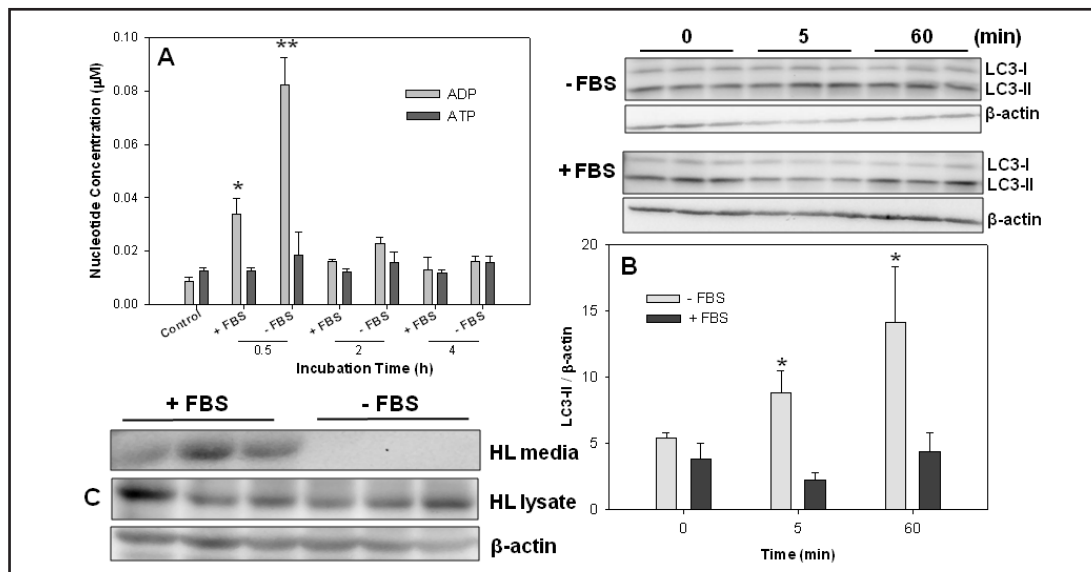 A
Nucleotide Concentration (µM)
0.10
0.08
0.06
0.04
0.02
0.00
*
**
ADP
ATP
Control
+ FBS
- FBS
+ FBS
- FBS
+ FBS
- FBS
0.5
2
4
Incubation Time (h)
0
5
60
(min)
- FBS
LC3-I
LC3-II
β-actin
+ FBS
LC3-I
LC3-II
β-actin
B
LC3-II / β-actin
20
15
10
5
0
- FBS
+ FBS
*
*
0
5
60
Time (min)
C
+ FBS
- FBS
HL media
HL lysate
β-actin